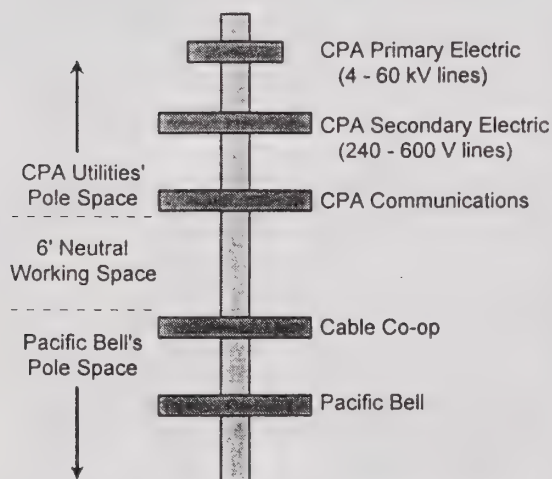 CPA Primary Electric
(4 - 60 kV lines)
CPA Secondary Electric
(240 - 600 V lines)
CPA Utilities'
Pole Space
CPA Communications
6' Neutral
Working Space
Cable Co-op
Pacific Bell's
Pole Space
Pacific Bell